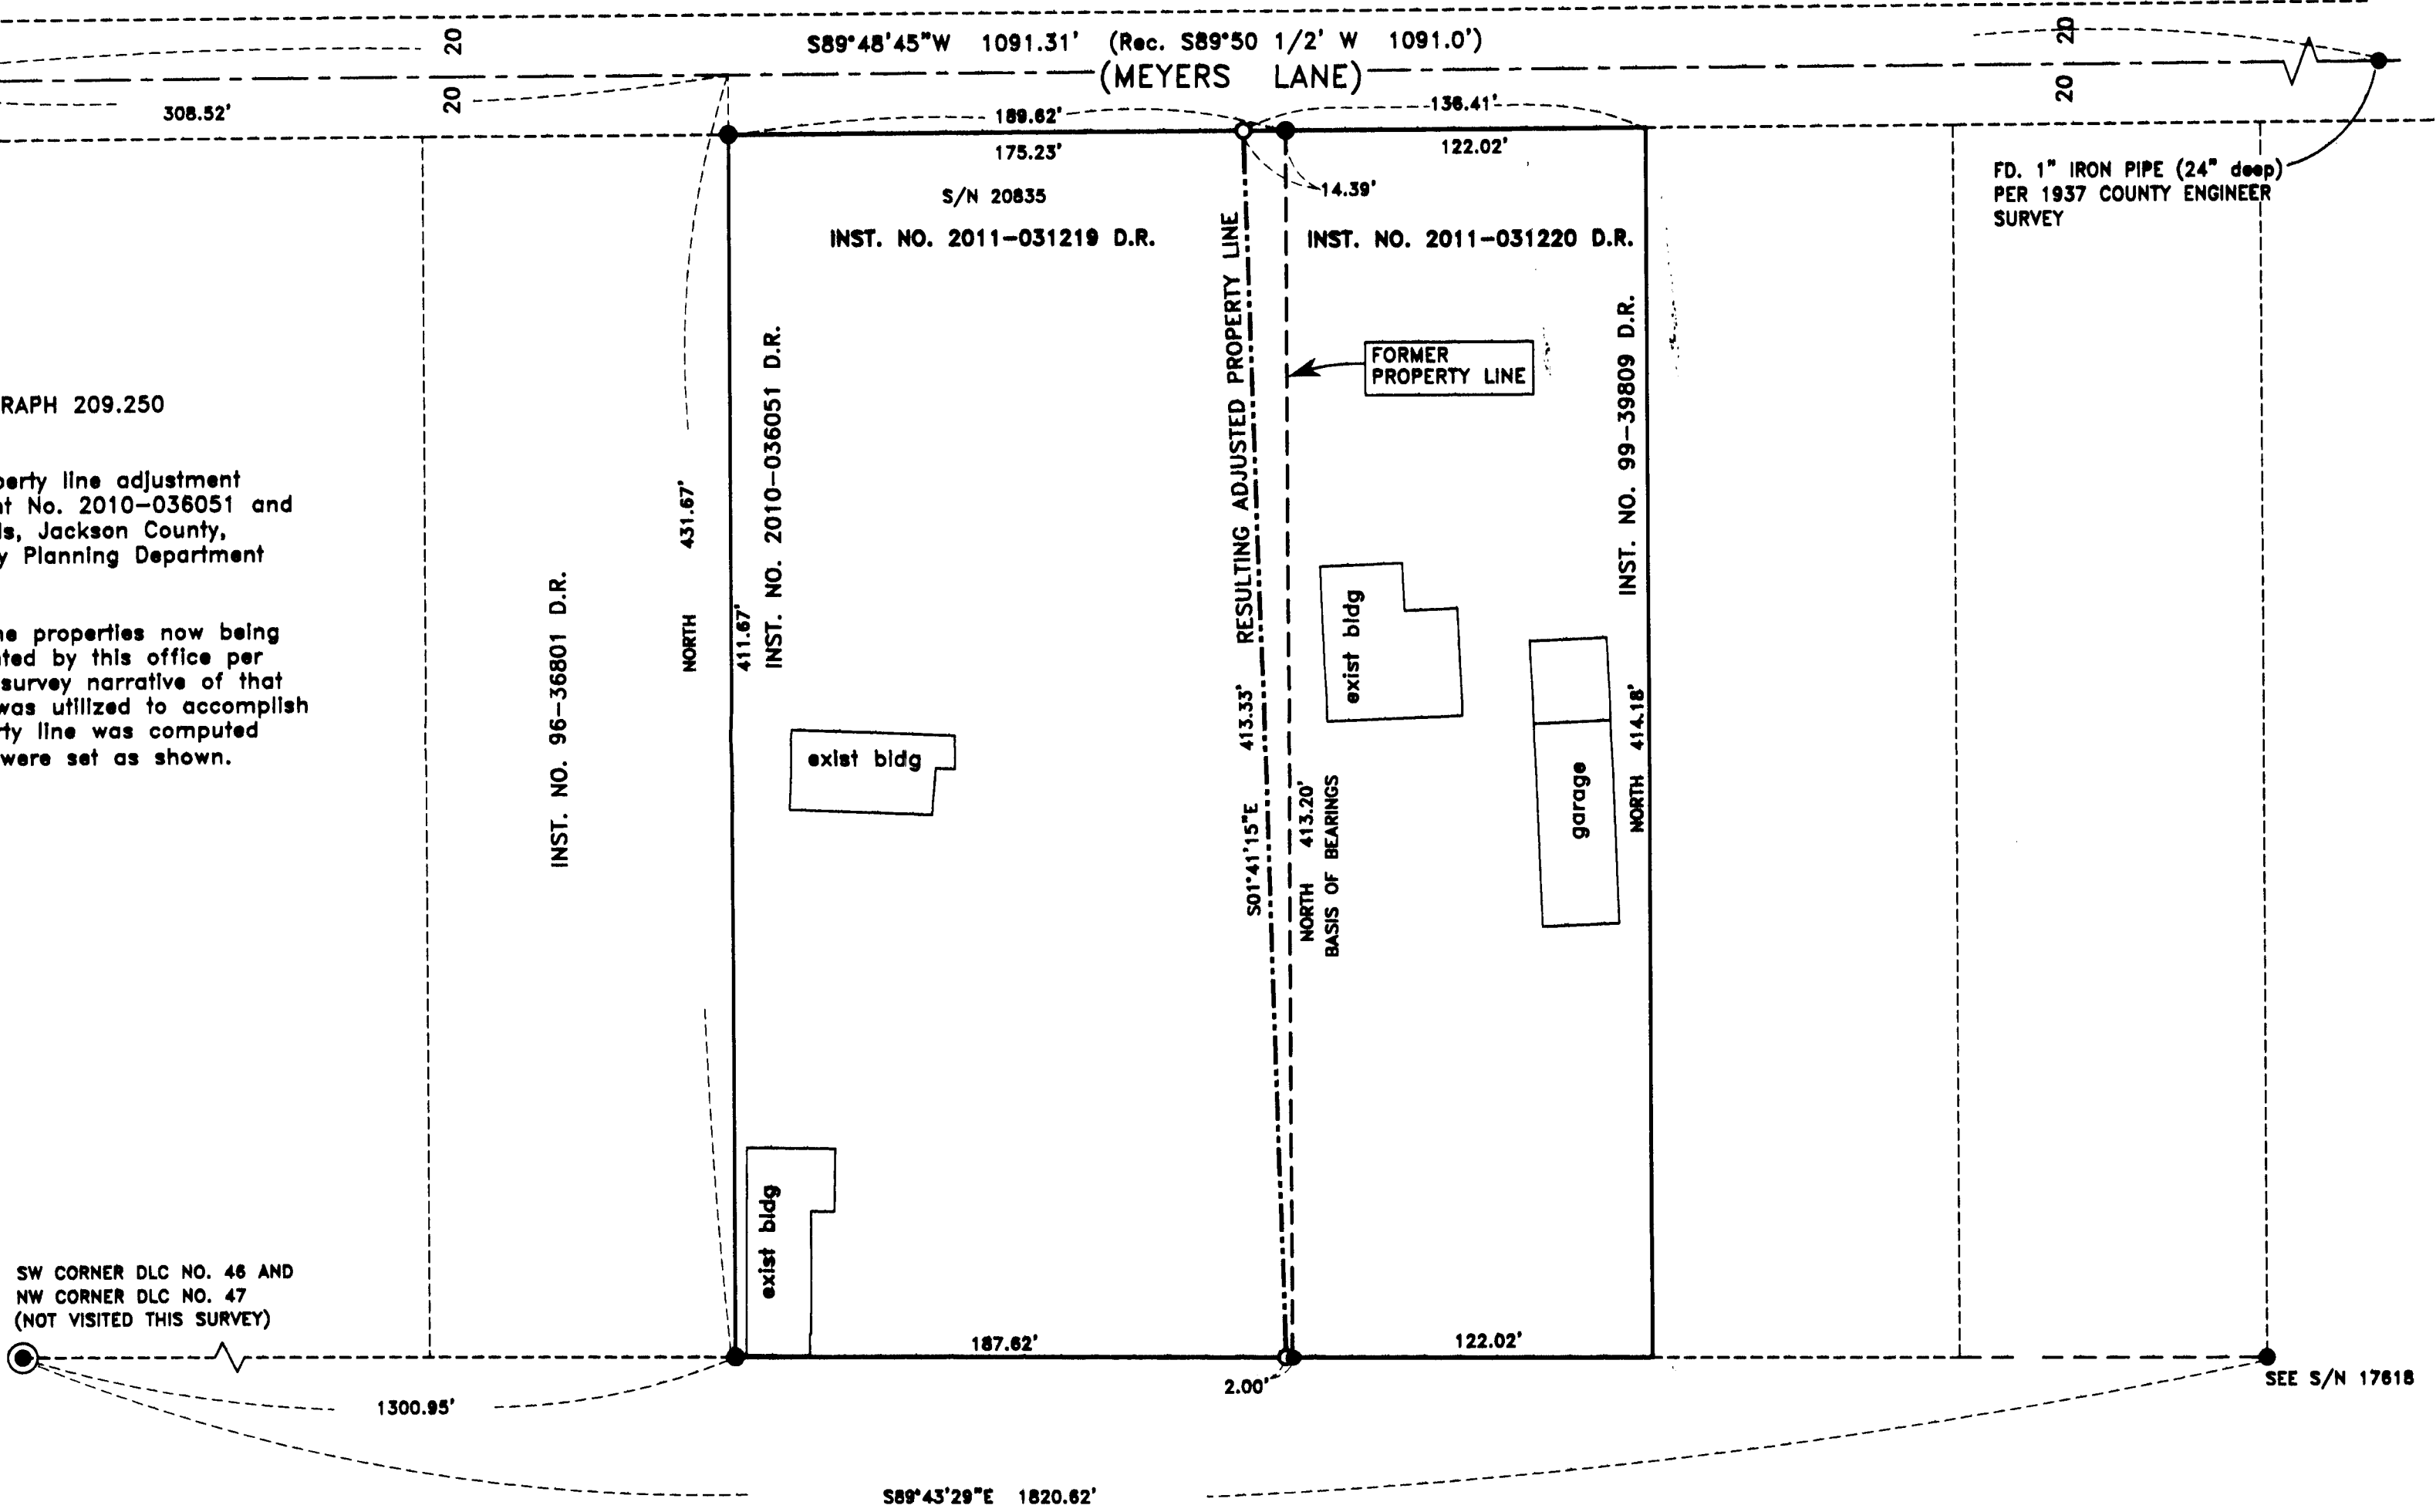 S89°48'45"W 1091.31' (Rec. S89°50 1/2' W 1091.0')
(MEYERS LANE)
20
20
20
20
308.52'
189.62'
136.41'
175.23'
122.02'
14.39'
S/N 20835
INST. NO. 2011-031219 D.R.
INST. NO. 2011-031220 D.R.
FD. 1" IRON PIPE (24" deep)
PER 1937 COUNTY ENGINEER
SURVEY
FORMER
PROPERTY LINE
RAPH 209.250
perty line adjustment
nt No. 2010-036051 and
ls, Jackson County,
y Planning Department
ne properties now being
ted by this office per
survey narrative of that
was utilized to accomplish
rty line was computed
were set as shown.
INST. NO. 96-36801 D.R.
NORTH 431.67'
411.67'
INST. NO. 2010-036051 D.R.
S01°41'15"E 413.33' RESULTING ADJUSTED PROPERTY LINE
NORTH 413.20'
BASIS OF BEARINGS
INST. NO. 99-39809 D.R.
NORTH 414.18'
exist bldg
exist bldg
garage
exist bldg
SW CORNER DLC NO. 46 AND
NW CORNER DLC NO. 47
(NOT VISITED THIS SURVEY)
187.62'
122.02'
2.00'
1300.95'
SEE S/N 17618
S89°43'29"E 1820.62'